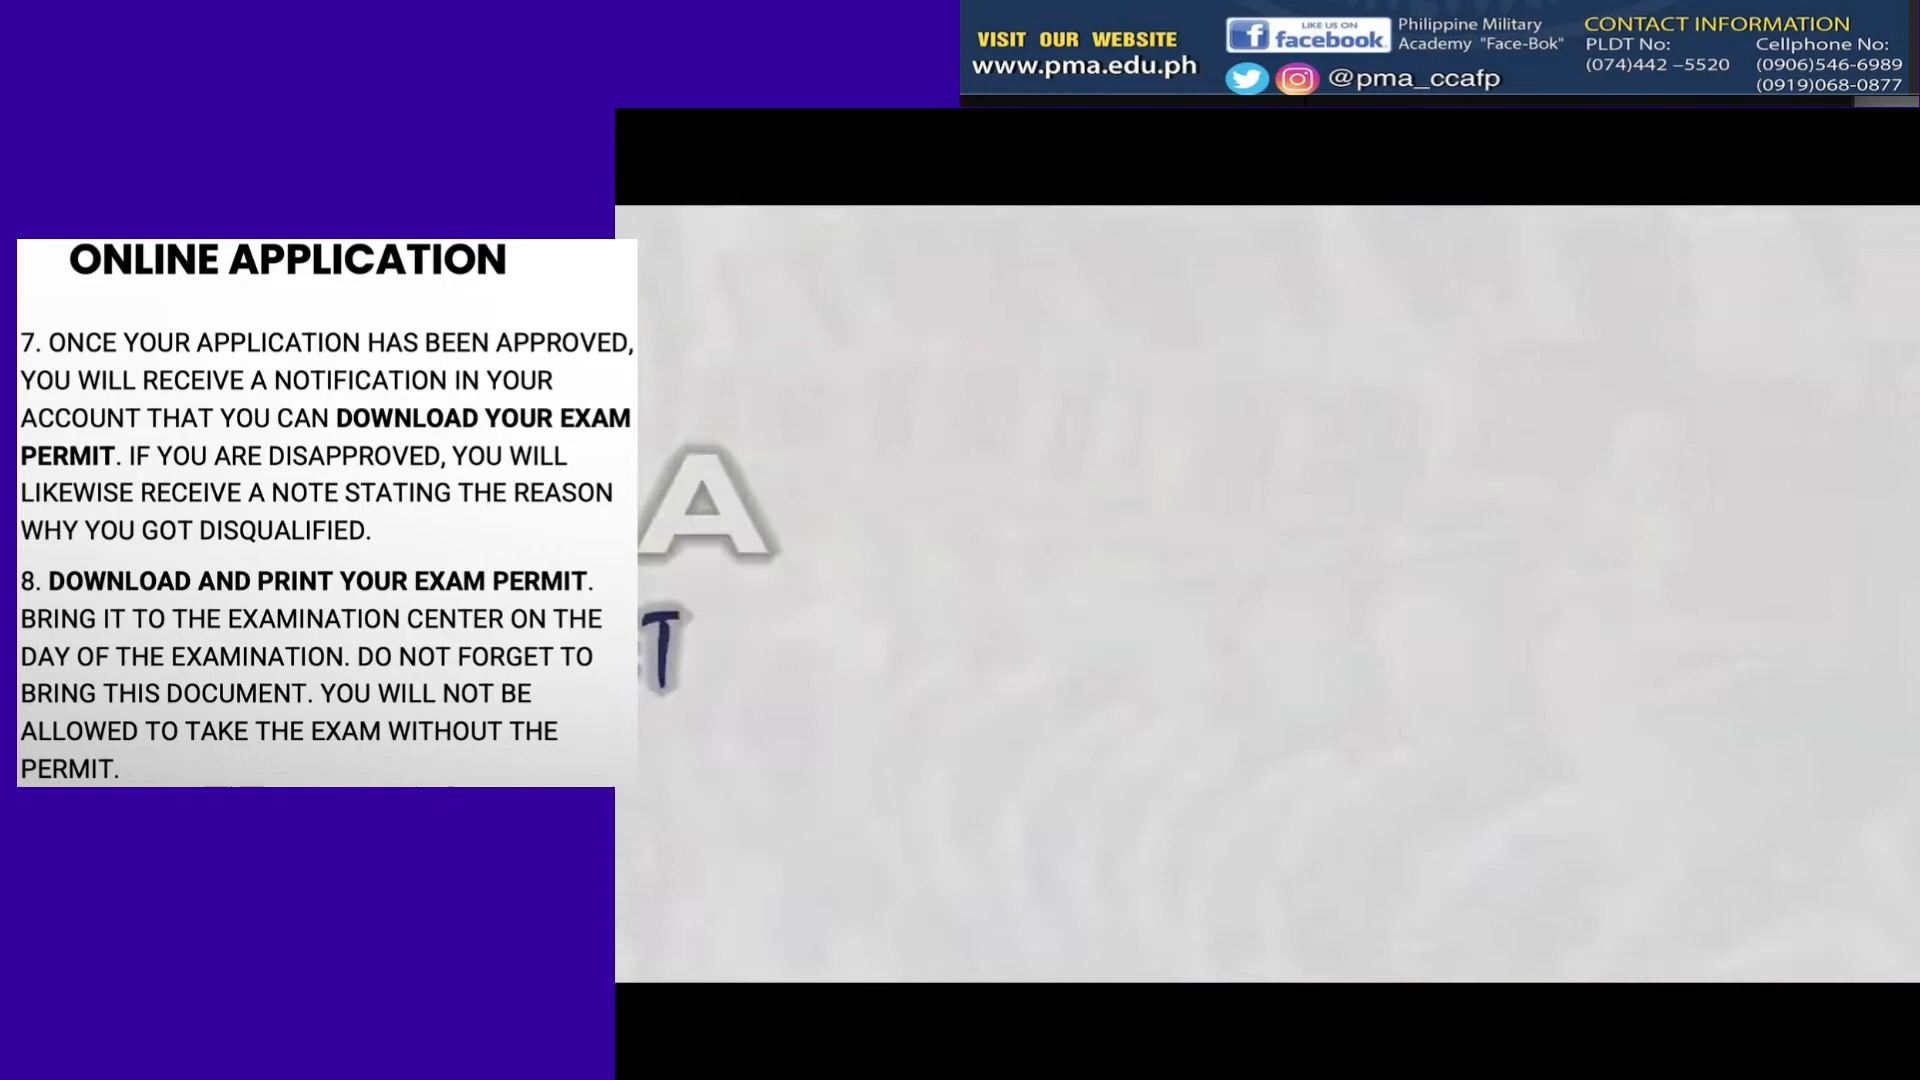 VISIT OUR WEBSITE
www.pma.edu.ph
LIKE US ON
facebook.
Philippine Military
Academy "Face-Bok"
@pma_ccafp
CONTACT INFORMATION
PLDT No:
(074)442 –5520
Cellphone No:
(0906)546-6989
(0919)068-0877
ONLINE APPLICATION
7. ONCE YOUR APPLICATION HAS BEEN APPROVED,
YOU WILL RECEIVE A NOTIFICATION IN YOUR
ACCOUNT THAT YOU CAN DOWNLOAD YOUR EXAM
PERMIT. IF YOU ARE DISAPPROVED, YOU WILL
LIKEWISE RECEIVE A NOTE STATING THE REASON
WHY YOU GOT DISQUALIFIED.
8. DOWNLOAD AND PRINT YOUR EXAM PERMIT.
BRING IT TO THE EXAMINATION CENTER ON THE
DAY OF THE EXAMINATION. DO NOT FORGET TO
BRING THIS DOCUMENT. YOU WILL NOT BE
ALLOWED TO TAKE THE EXAM WITHOUT THE
PERMIT.
A
T